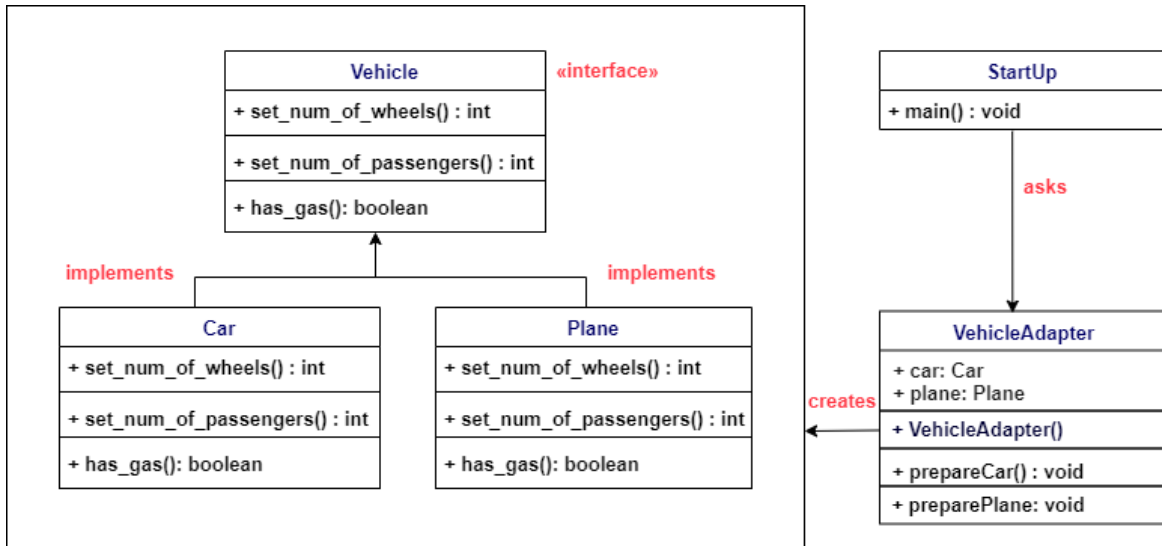 Vehicle
«interface»
+ set_num_of_wheels() : int
+ set_num_of_passengers() : int
+ has_gas(): boolean
implements
implements
Car
+ set_num_of_wheels() : int
+ set_num_of_passengers() : int
+ has_gas(): boolean
Plane
+ set_num_of_wheels() : int
+ set_num_of_passengers() : int
+ has_gas(): boolean
StartUp
+ main() : void
asks
creates
VehicleAdapter
+ car: Car
+ plane: Plane
+ VehicleAdapter()
+ prepareCar() : void
+ preparePlane: void